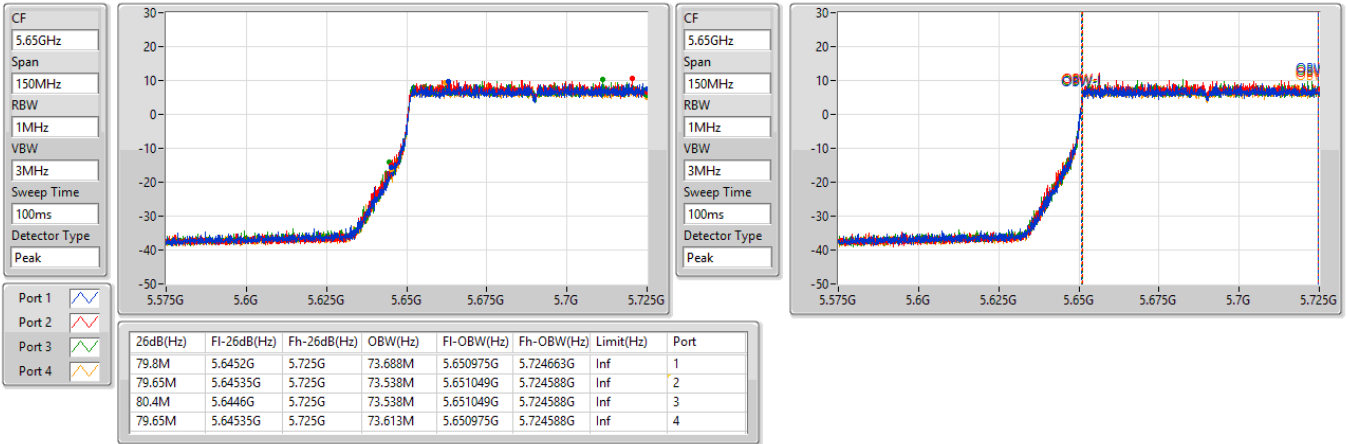 CF
5.65GHz
Span
150MHz
RBW
1MHz
VBW
3MHz
Sweep Time
100ms
Detector Type
Peak
30
20
10
0
-10
-20
-30
-40
-50
5.575G 5.6G 5.625G 5.65G 5.675G 5.7G 5.725G
CF
5.65GHz
Span
150MHz
RBW
1MHz
VBW
3MHz
Sweep Time
100ms
Detector Type
Peak
30
20
10
0
-10
-20
-30
-40
-50
OBW-l
OBW
5.575G 5.6G 5.625G 5.65G 5.675G 5.7G 5.725G
Port 1
Port 2
Port 3
Port 4
26dB(Hz) Fl-26dB(Hz) Fh-26dB(Hz) OBW(Hz) Fl-OBW(Hz) Fh-OBW(Hz) Limit(Hz) Port
79.8M 5.6452G 5.725G 73.688M 5.650975G 5.724663G Inf 1
79.65M 5.64535G 5.725G 73.538M 5.651049G 5.724588G Inf 2
80.4M 5.6446G 5.725G 73.538M 5.651049G 5.724588G Inf 3
79.65M 5.64535G 5.725G 73.613M 5.650975G 5.724588G Inf 4